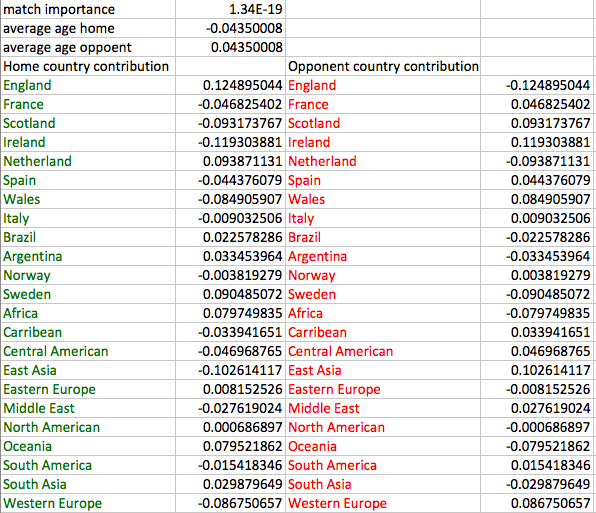 match importance 1.34E-19
average age home -0.04350008
average age oppoent 0.04350008
Home country contribution Opponent country contribution
England 0.124895044 England -0.124895044
France -0.046825402 France 0.046825402
Scotland -0.093173767 Scotland 0.093173767
Ireland -0.119303881 Ireland 0.119303881
Netherland 0.093871131 Netherland -0.093871131
Spain -0.044376079 Spain 0.044376079
Wales -0.084905907 Wales 0.084905907
Italy -0.009032506 Italy 0.009032506
Brazil 0.022578286 Brazil -0.022578286
Argentina 0.033453964 Argentina -0.033453964
Norway -0.003819279 Norway 0.003819279
Sweden 0.090485072 Sweden -0.090485072
Africa 0.079749835 Africa -0.079749835
Carribean -0.033941651 Carribean 0.033941651
Central American -0.046968765 Central American 0.046968765
East Asia -0.102614117 East Asia 0.102614117
Eastern Europe 0.008152526 Eastern Europe -0.008152526
Middle East -0.027619024 Middle East 0.027619024
North American 0.000686897 North American -0.000686897
Oceania 0.079521862 Oceania -0.079521862
South America -0.015418346 South America 0.015418346
South Asia 0.029879649 South Asia -0.029879649
Western Europe -0.086750657 Western Europe 0.086750657